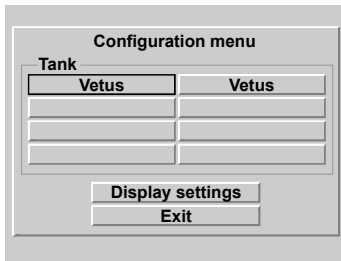 Configuration menu
Tank
Vetus Vetus
Display settings
Exit